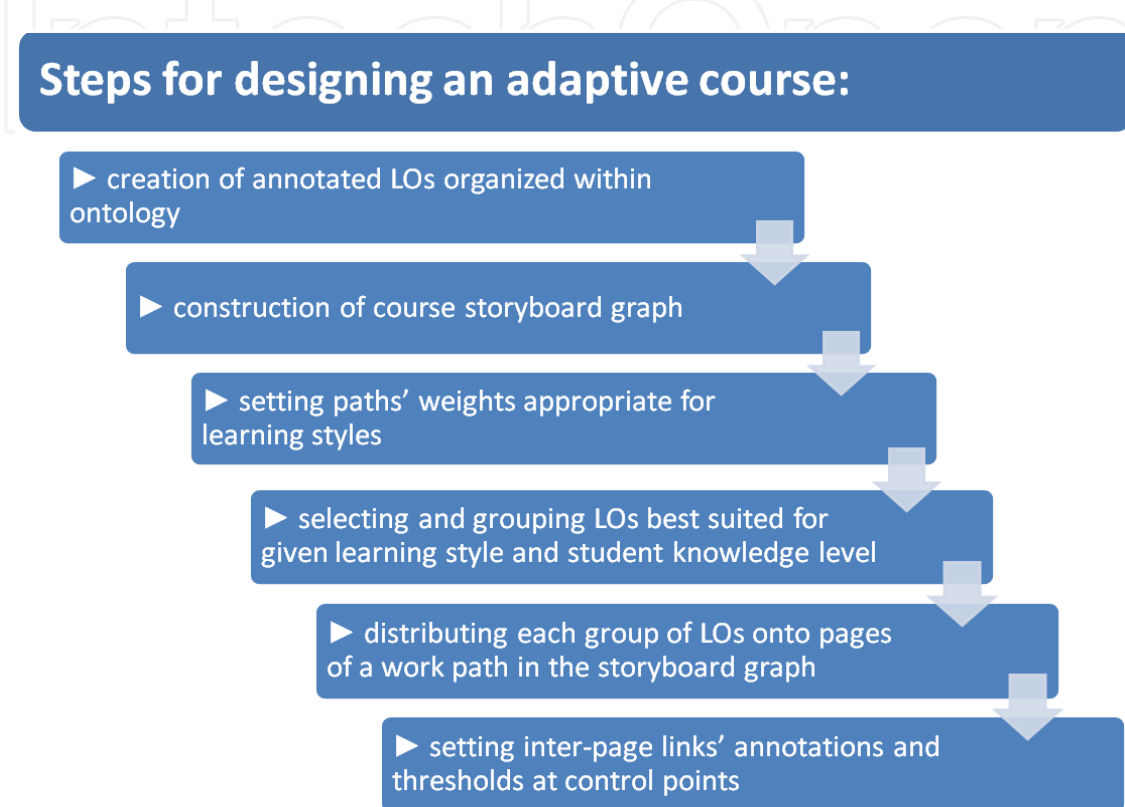 Steps for designing an adaptive course:
► creation of annotated LOs organized within
ontology
► construction of course storyboard graph
► setting paths’ weights appropriate for
learning styles
► selecting and grouping LOs best suited for
given learning style and student knowledge level
► distributing each group of LOs onto pages
of a work path in the storyboard graph
► setting inter-page links’ annotations and
thresholds at control points